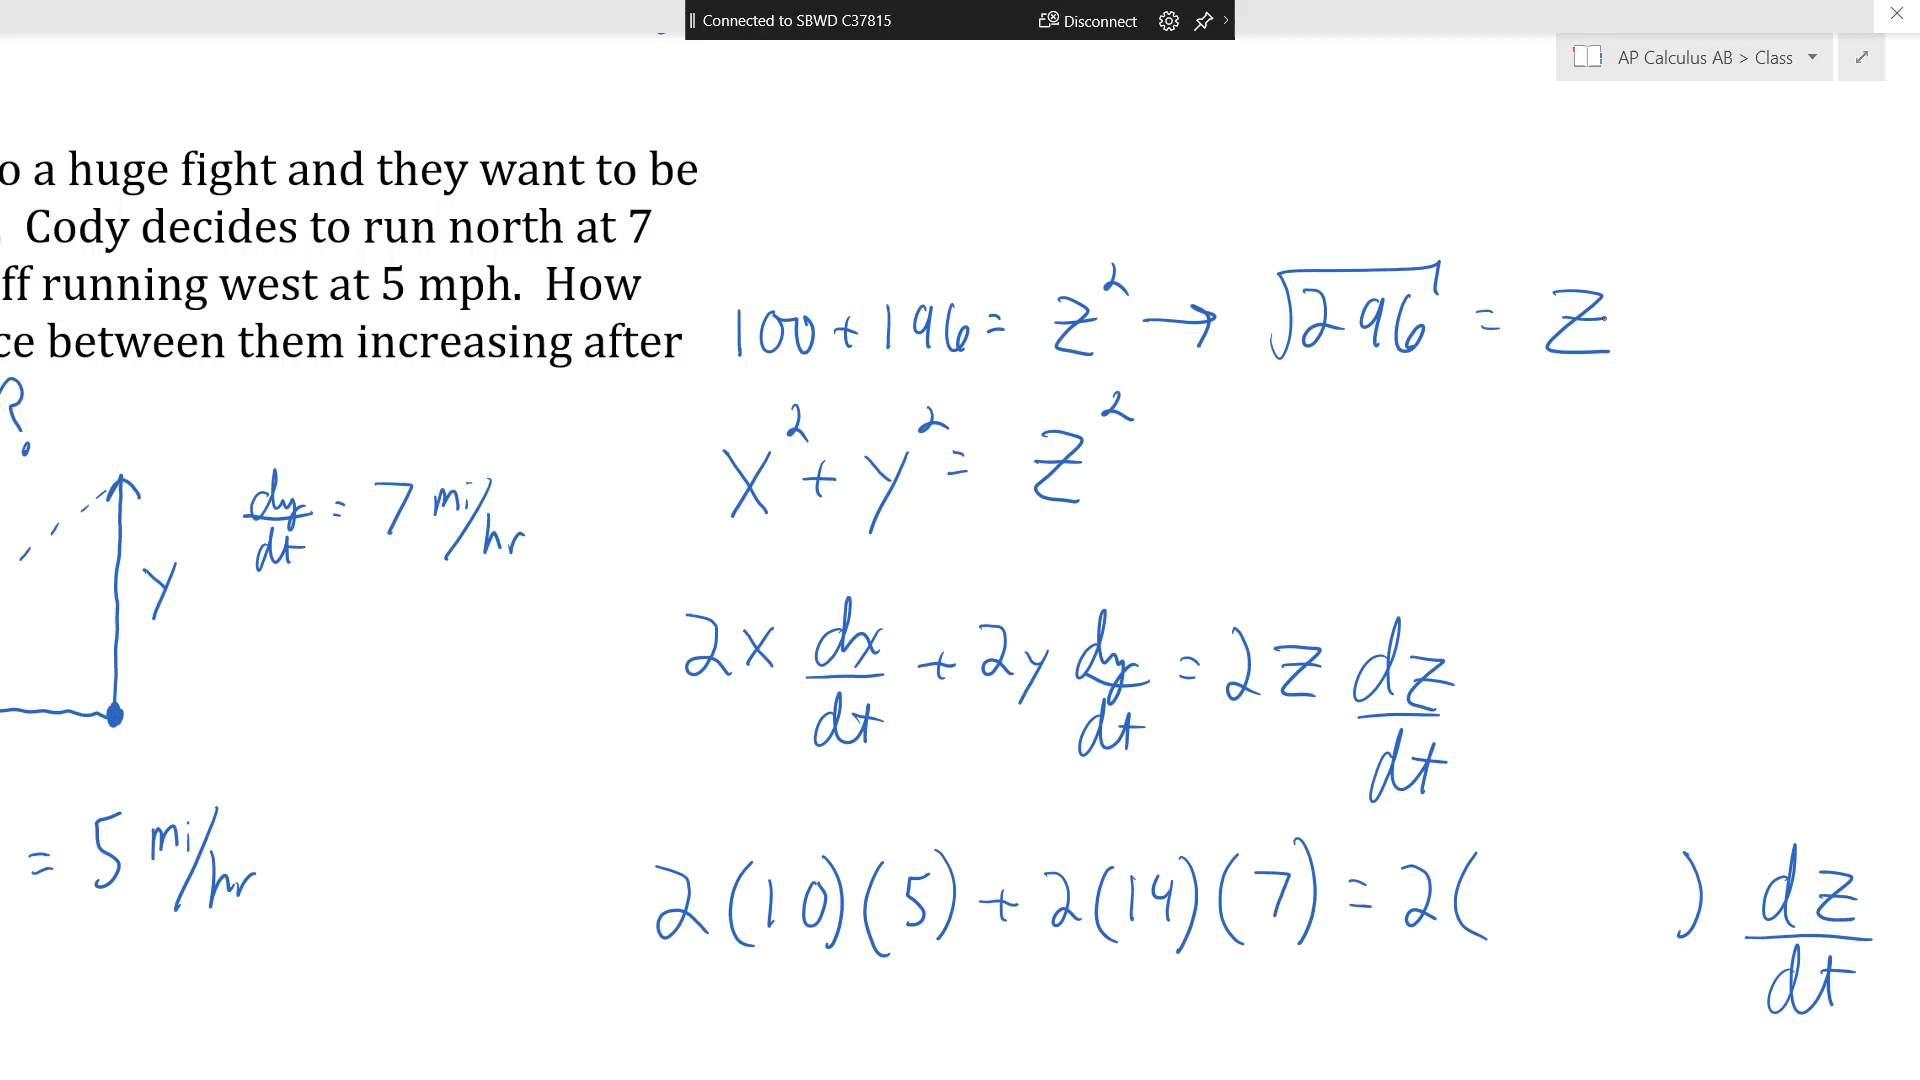 Connected to SBWD C37815 Disconnect
AP Calculus AB > Class
o a huge fight and they want to be
. Cody decides to run north at 7
ff running west at 5 mph. How
ce between them increasing after
?
100 + 196 = z² → √296 = z
x² + y² = z²
dy/dt = 7 mi/hr
y
2x dx/dt + 2y dy/dt = 2z dz/dt
= 5 mi/hr
2(10)(5) + 2(14)(7) = 2( ) dz/dt